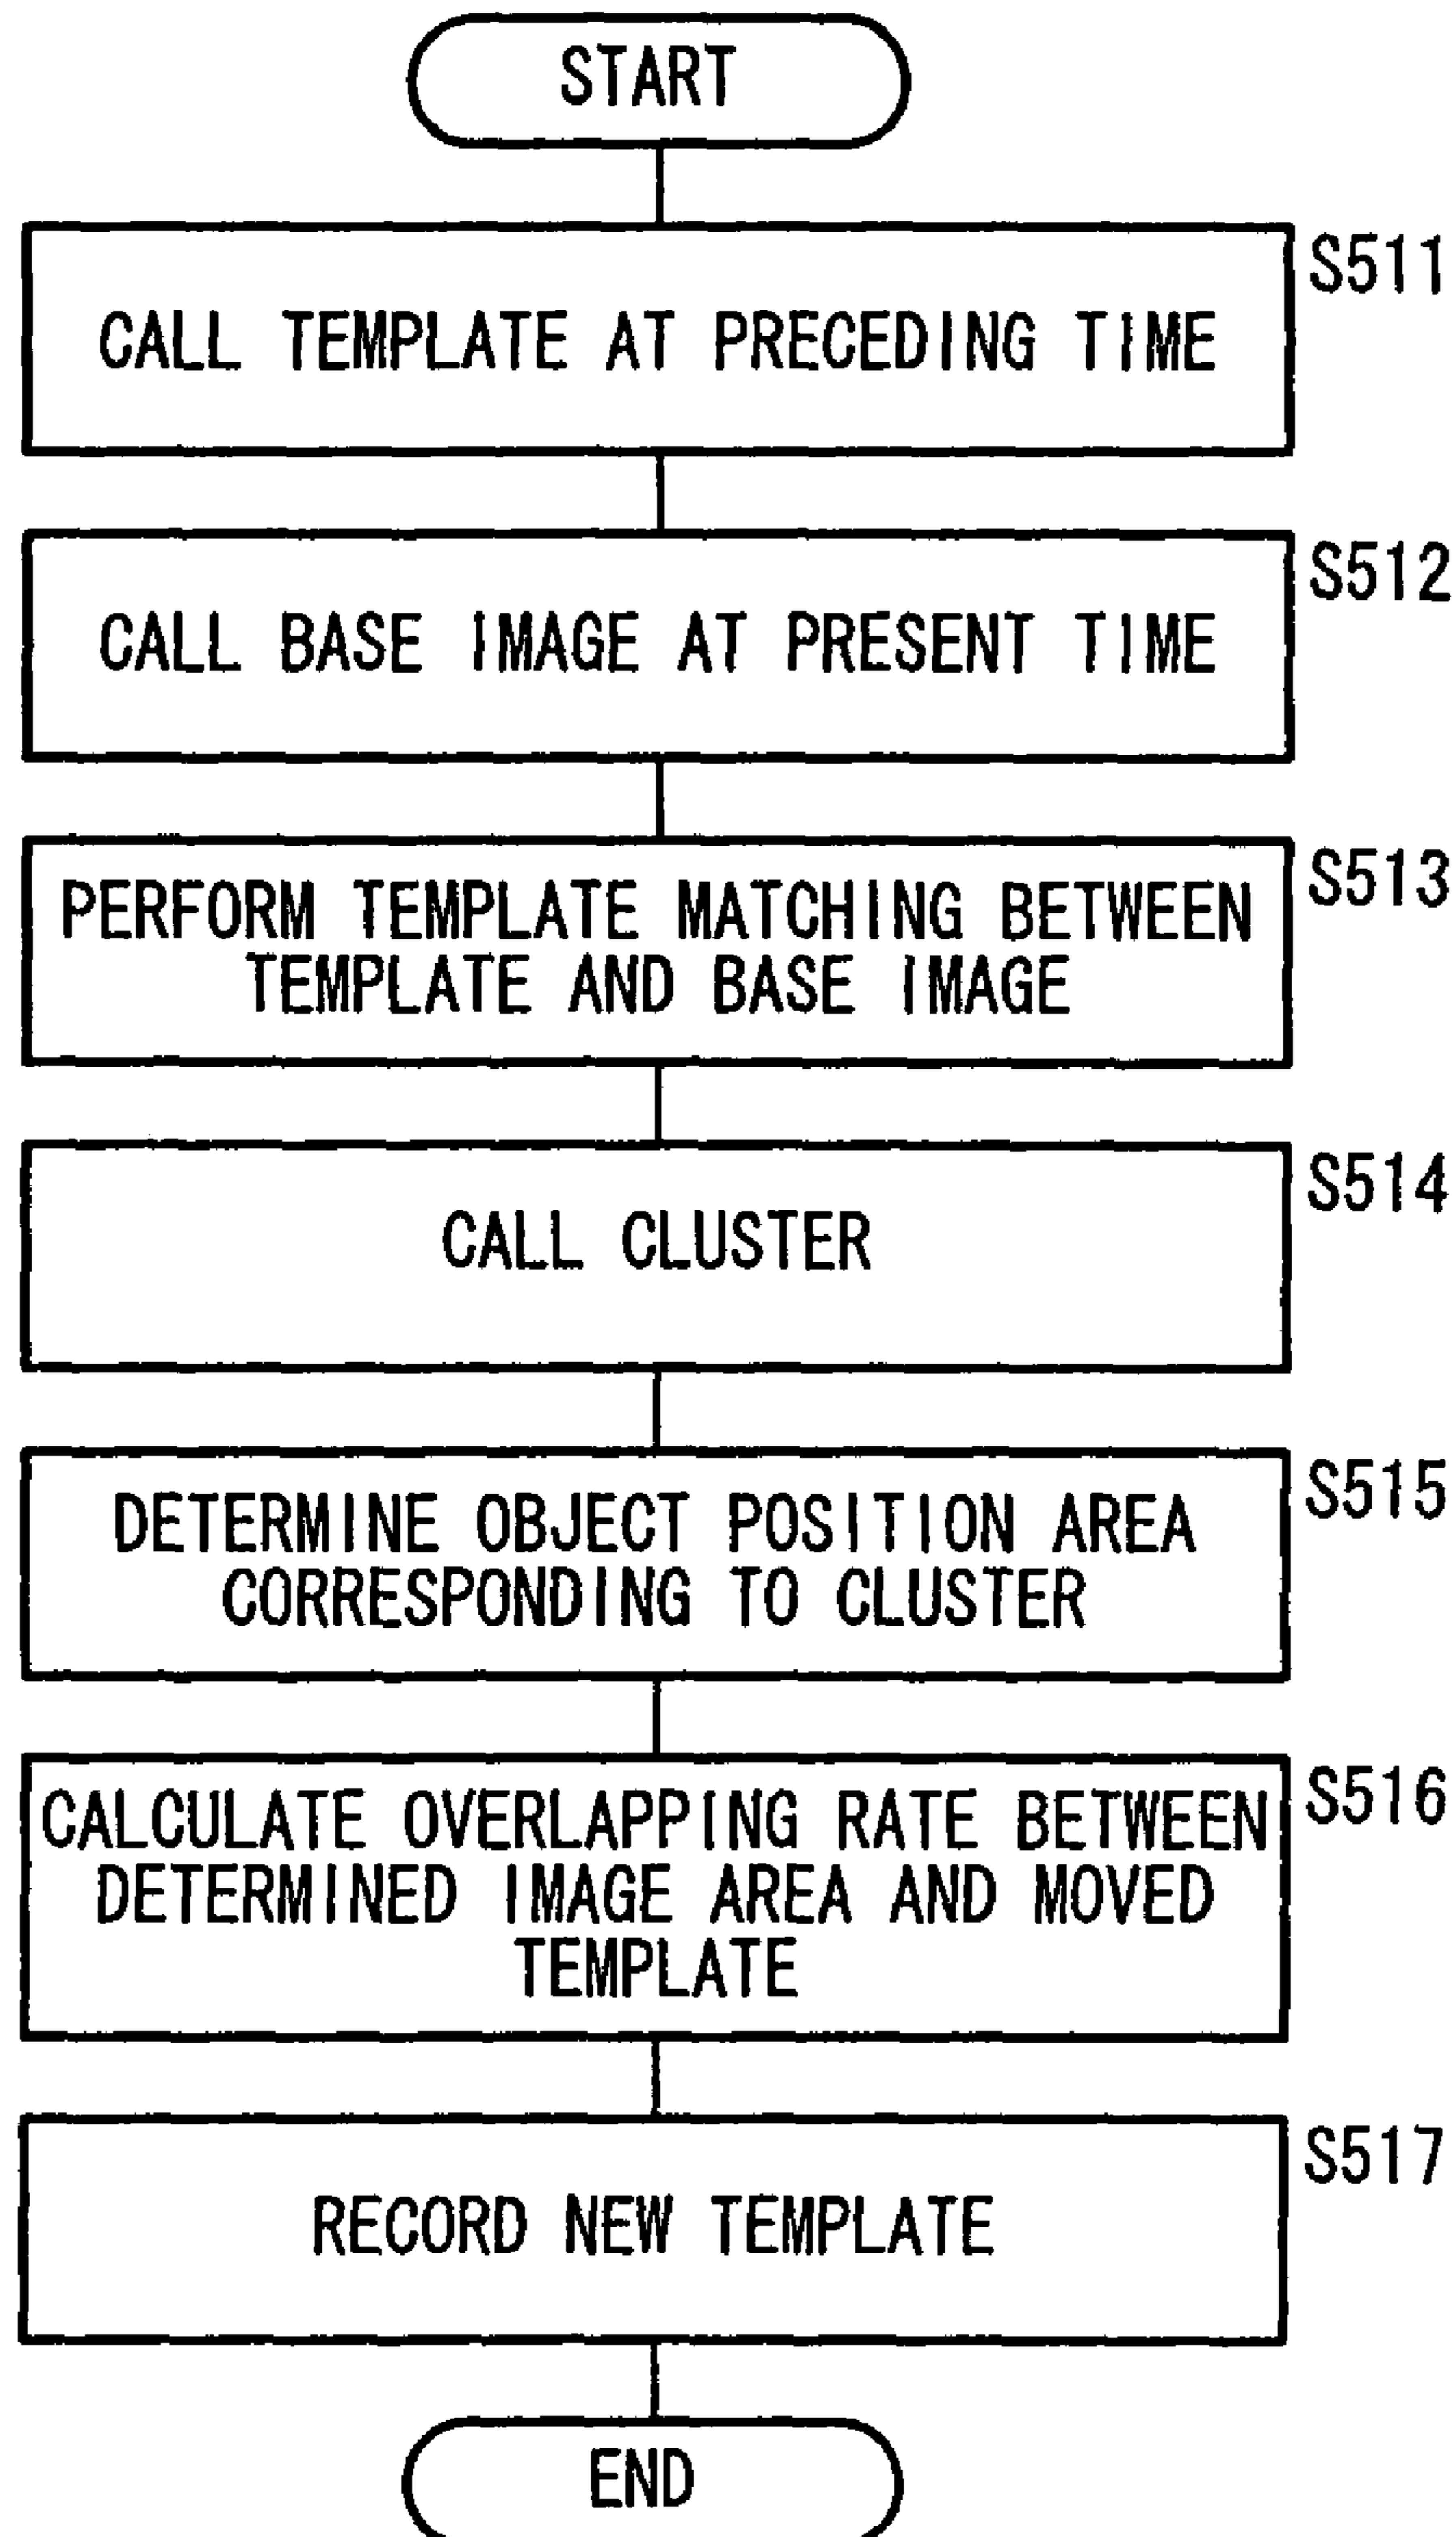 START
S511
CALL TEMPLATE AT PRECEDING TIME
S512
CALL BASE IMAGE AT PRESENT TIME
S513
PERFORM TEMPLATE MATCHING BETWEEN
TEMPLATE AND BASE IMAGE
S514
CALL CLUSTER
S515
DETERMINE OBJECT POSITION AREA
CORRESPONDING TO CLUSTER
S516
CALCULATE OVERLAPPING RATE BETWEEN
DETERMINED IMAGE AREA AND MOVED
TEMPLATE
S517
RECORD NEW TEMPLATE
END